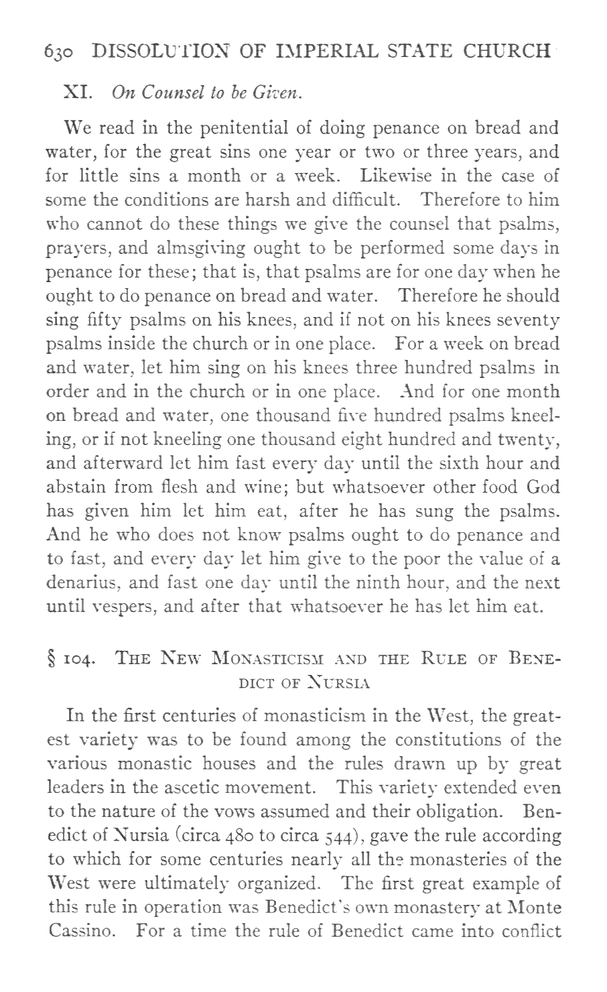 630 DISSOLUTION OF IMPERIAL STATE CHURCH
XI. On Counsel to be Given.
We read in the penitential of doing penance on bread and
water, for the great sins one year or two or three years, and
for little sins a month or a week. Likewise in the case of
some the conditions are harsh and difficult. Therefore to him
who cannot do these things we give the counsel that psalms,
prayers, and almsgiving ought to be performed some days in
penance for these; that is, that psalms are for one day when he
ought to do penance on bread and water. Therefore he should
sing fifty psalms on his knees, and if not on his knees seventy
psalms inside the church or in one place. For a week on bread
and water, let him sing on his knees three hundred psalms in
order and in the church or in one place. And for one month
on bread and water, one thousand five hundred psalms kneel-
ing, or if not kneeling one thousand eight hundred and twenty,
and afterward let him fast every day until the sixth hour and
abstain from flesh and wine; but whatsoever other food God
has given him let him eat, after he has sung the psalms.
And he who does not know psalms ought to do penance and
to fast, and every day let him give to the poor the value of a
denarius, and fast one day until the ninth hour, and the next
until vespers, and after that whatsoever he has let him eat.
§ 104. THE NEW MONASTICISM AND THE RULE OF BENE-
DICT OF NURSIA
In the first centuries of monasticism in the West, the great-
est variety was to be found among the constitutions of the
various monastic houses and the rules drawn up by great
leaders in the ascetic movement. This variety extended even
to the nature of the vows assumed and their obligation. Ben-
edict of Nursia (circa 480 to circa 544), gave the rule according
to which for some centuries nearly all the monasteries of the
West were ultimately organized. The first great example of
this rule in operation was Benedict's own monastery at Monte
Cassino. For a time the rule of Benedict came into conflict